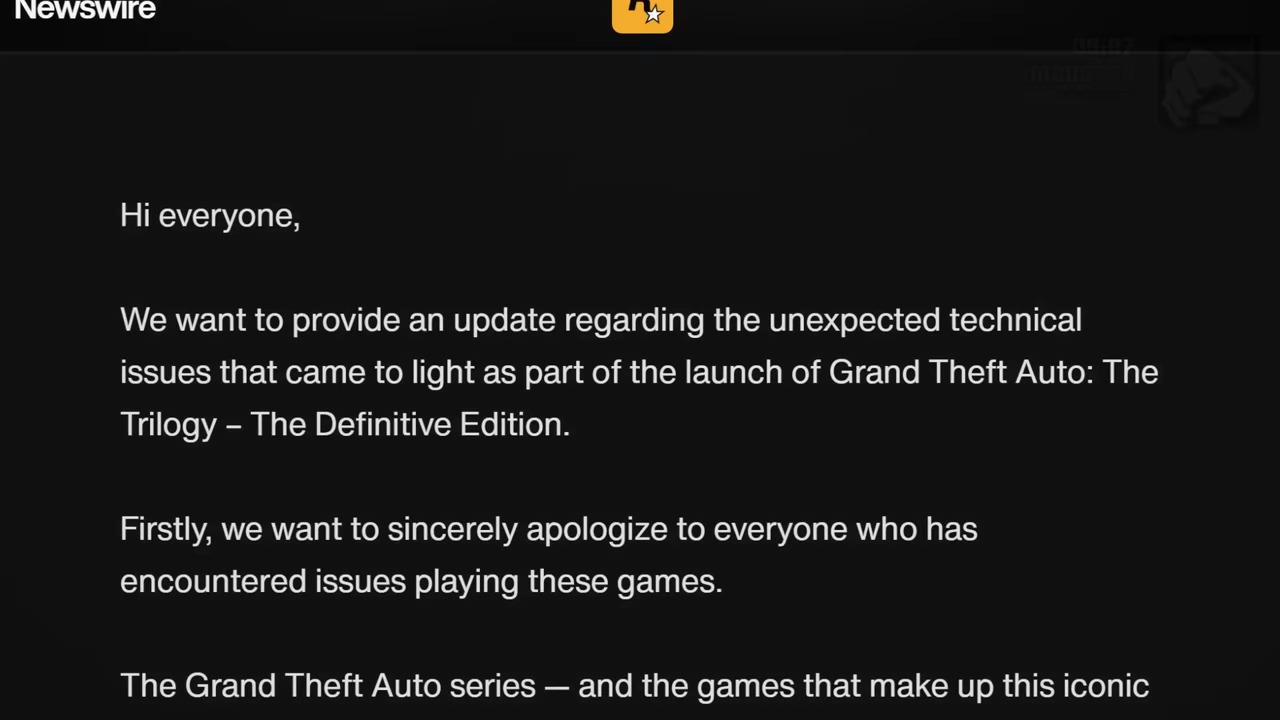 Newswire
Hi everyone,
We want to provide an update regarding the unexpected technical
issues that came to light as part of the launch of Grand Theft Auto: The
Trilogy – The Definitive Edition.
Firstly, we want to sincerely apologize to everyone who has
encountered issues playing these games.
The Grand Theft Auto series — and the games that make up this iconic